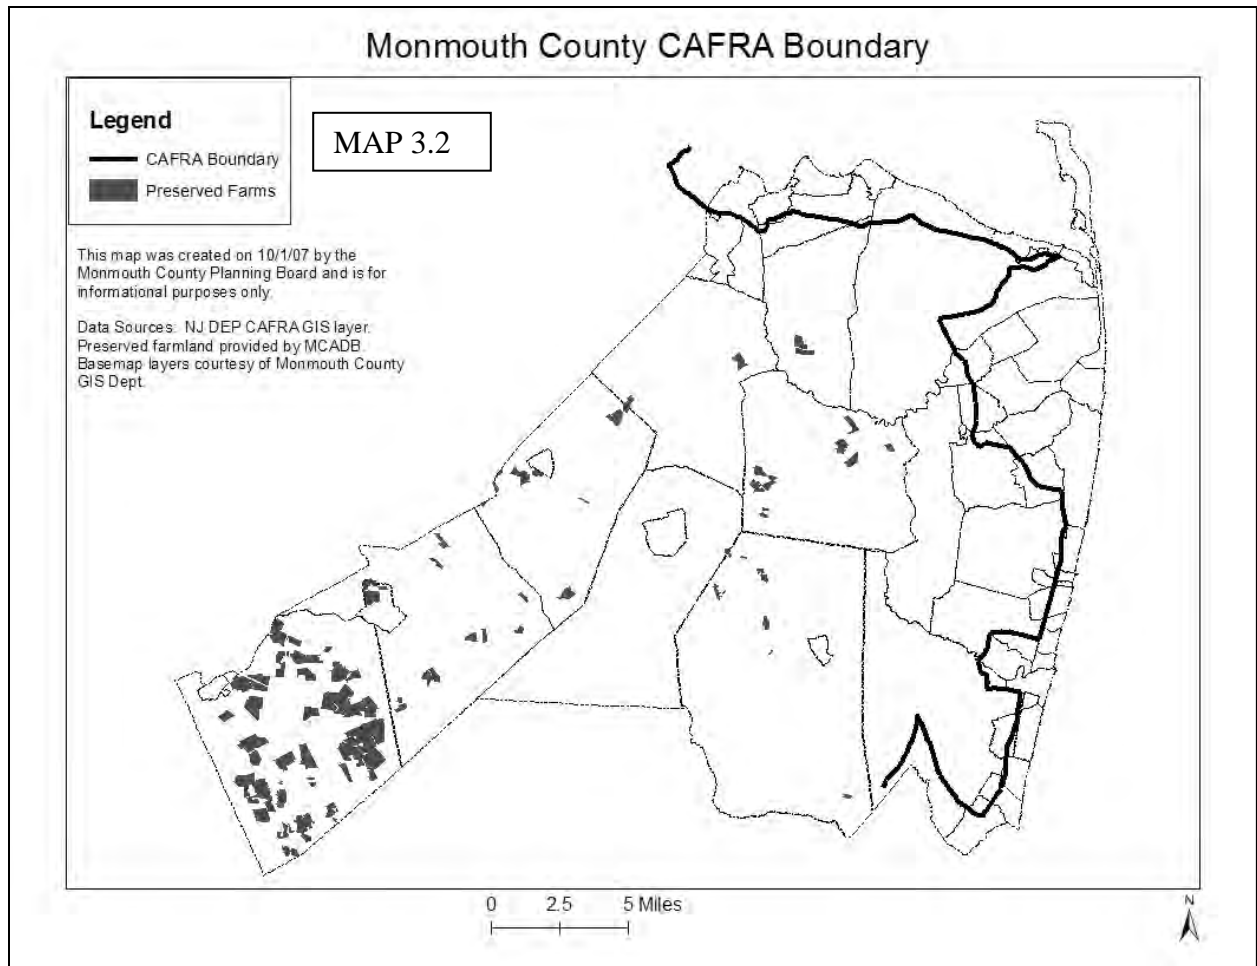 Monmouth County CAFRA Boundary
Legend
CAFRA Boundary
Preserved Farms
MAP 3.2
This map was created on 10/1/07 by the
Monmouth County Planning Board and is for
informational purposes only.
Data Sources: NJ DEP CAFRA GIS layer.
Preserved farmland provided by MCADB.
Basemap layers courtesy of Monmouth County
GIS Dept.
0 2.5 5 Miles
N